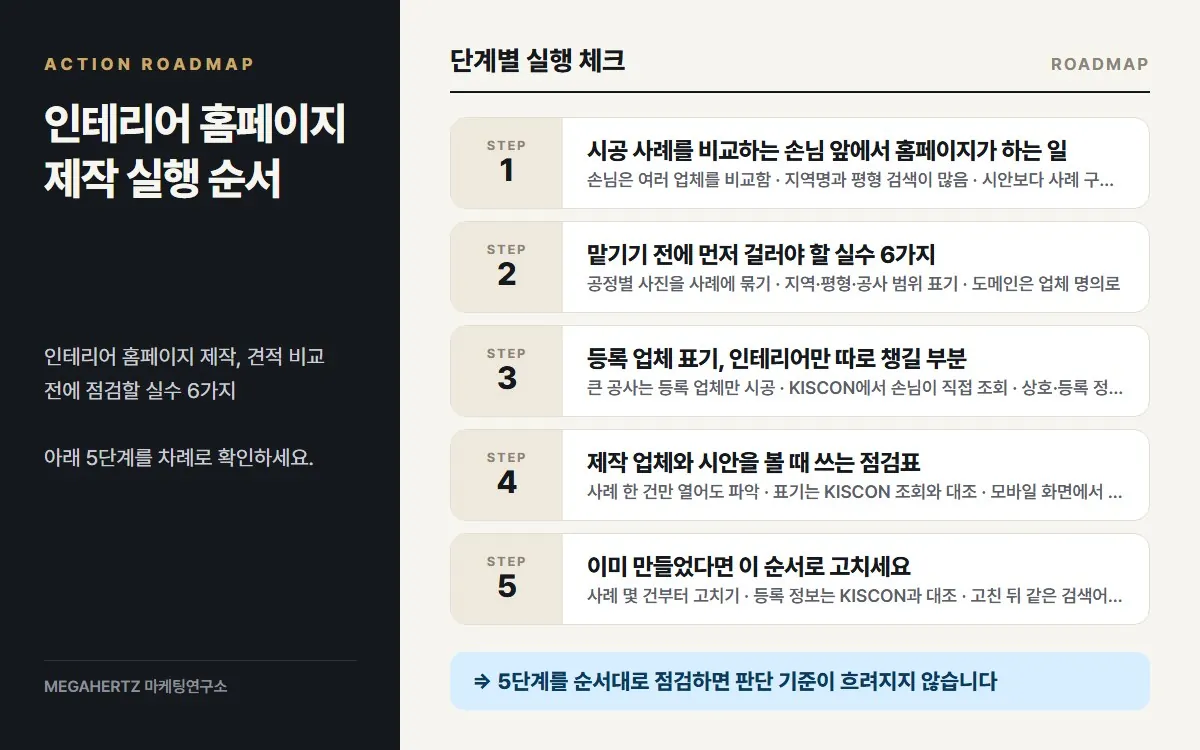 ACTION ROADMAP
인테리어 홈페이지
제작 실행 순서
인테리어 홈페이지 제작, 견적 비교
전에 점검할 실수 6가지
아래 5단계를 차례로 확인하세요.
MEGAHERTZ 마케팅연구소
단계별 실행 체크
ROADMAP
STEP
1
시공 사례를 비교하는 손님 앞에서 홈페이지가 하는 일
손님은 여러 업체를 비교함 · 지역명과 평형 검색이 많음 · 시안보다 사례 구...
STEP
2
맡기기 전에 먼저 걸러야 할 실수 6가지
공정별 사진을 사례에 묶기 · 지역·평형·공사 범위 표기 · 도메인은 업체 명의로
STEP
3
등록 업체 표기, 인테리어만 따로 챙길 부분
큰 공사는 등록 업체만 시공 · KISCON에서 손님이 직접 조회 · 상호·등록 정...
STEP
4
제작 업체와 시안을 볼 때 쓰는 점검표
사례 한 건만 열어도 파악 · 표기는 KISCON 조회와 대조 · 모바일 화면에서 ...
STEP
5
이미 만들었다면 이 순서로 고치세요
사례 몇 건부터 고치기 · 등록 정보는 KISCON과 대조 · 고친 뒤 같은 검색어...
→ 5단계를 순서대로 점검하면 판단 기준이 흐려지지 않습니다